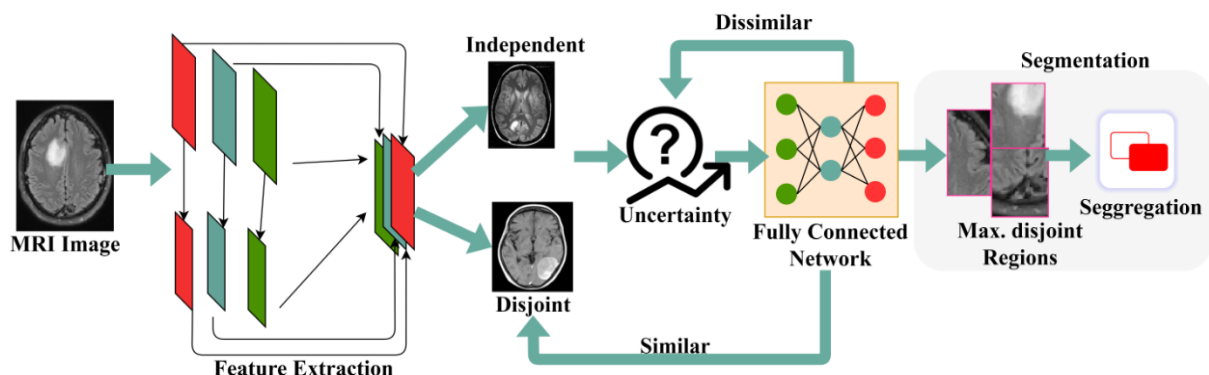 MRI Image
Feature Extraction
Independent
Disjoint
Dissimilar
?
Uncertainty
Fully Connected
Network
Similar
Segmentation
Max. disjoint
Regions
Seggregation